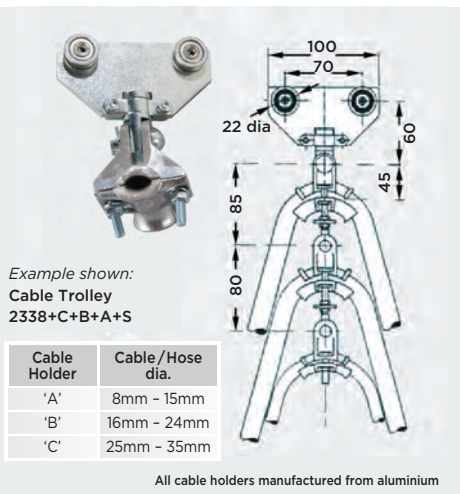 100
70
22 dia
60
45
85
80
Example shown:
Cable Trolley
2338+C+B+A+S
Cable Holder Cable/Hose dia.
‘A’ 8mm – 15mm
‘B’ 16mm – 24mm
‘C’ 25mm – 35mm
All cable holders manufactured from aluminium